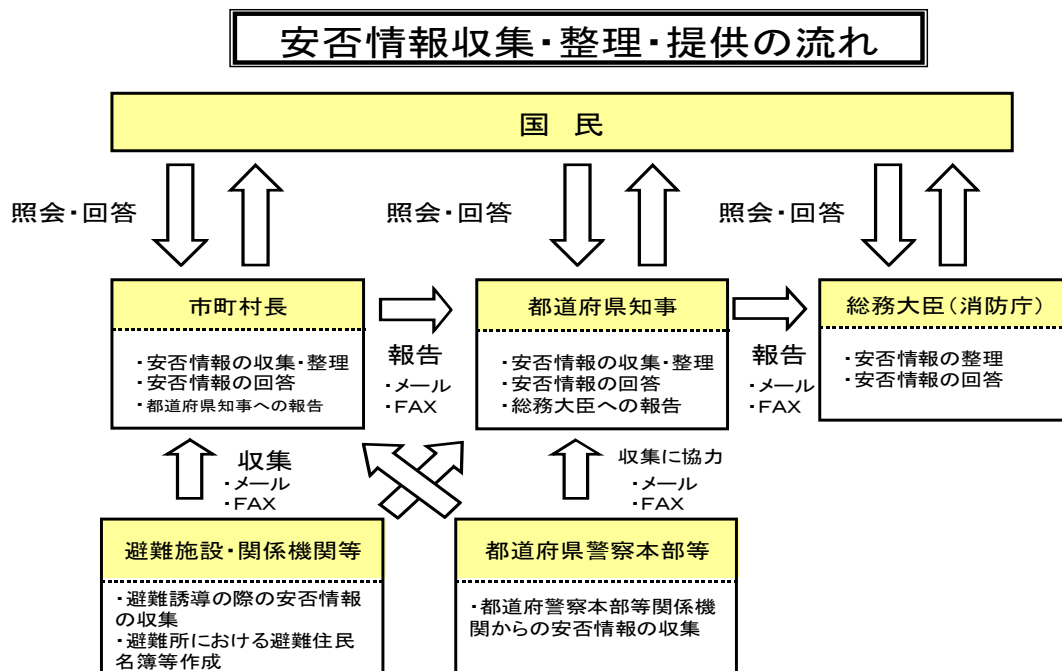 安否情報収集・整理・提供の流れ
国 民
照会・回答
照会・回答
照会・回答
市町村長
・安否情報の収集・整理
・安否情報の回答
・都道府県知事への報告
報告
・メール
・FAX
都道府県知事
・安否情報の収集・整理
・安否情報の回答
・総務大臣への報告
報告
・メール
・FAX
総務大臣(消防庁)
・安否情報の整理
・安否情報の回答
収集
・メール
・FAX
収集に協力
・メール
・FAX
避難施設・関係機関等
・避難誘導の際の安否情報
の収集
・避難所における避難住民
名簿等作成
都道府県警察本部等
・都道府警察本部等関係機
関からの安否情報の収集